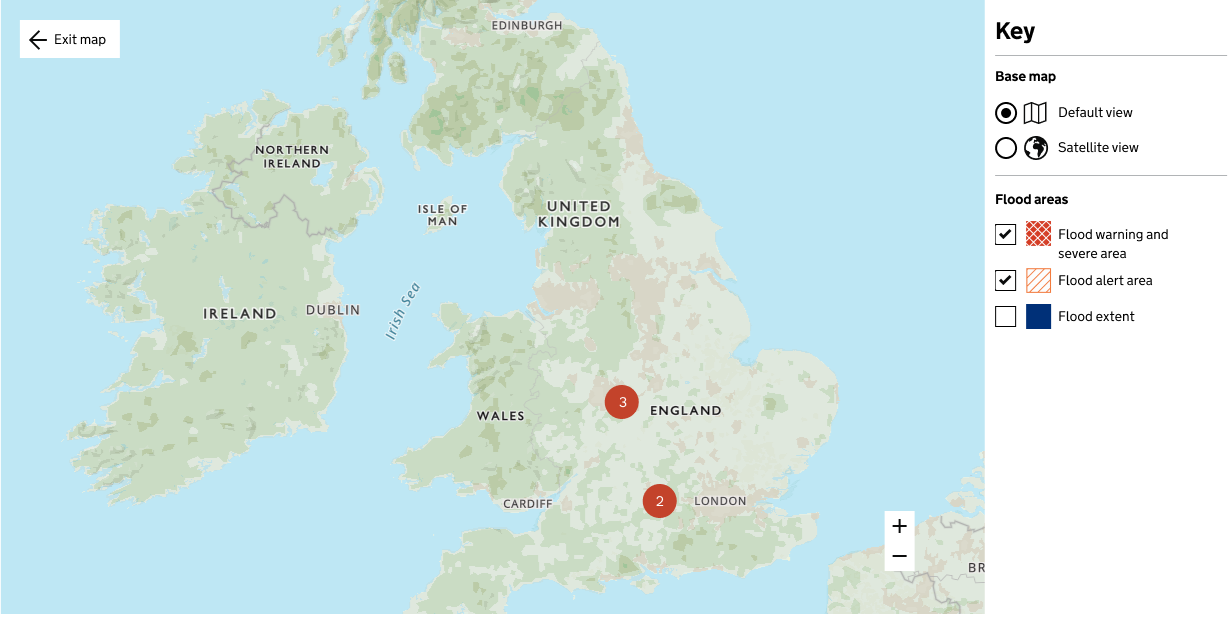 Exit map
EDINBURGH
NORTHERN
IRELAND
ISLE OF
MAN
UNITED
KINGDOM
IRELAND
DUBLIN
Irish Sea
3
ENGLAND
WALES
2
LONDON
CARDIFF
+
−
BR
Key
Base map
Default view
Satellite view
Flood areas
Flood warning and
severe area
Flood alert area
Flood extent